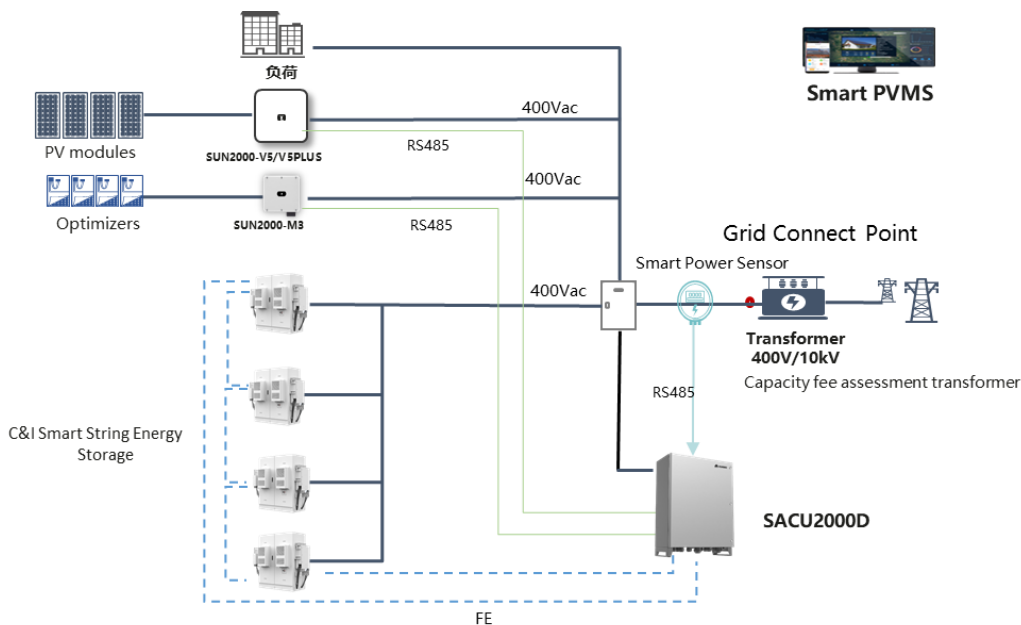 负荷
Smart PVMS
400Vac
RS485
PV modules
SUN2000-V5/V5PLUS
400Vac
RS485
Optimizers
SUN2000-M3
Grid Connect Point
Smart Power Sensor
400Vac
Transformer
400V/10kV
Capacity fee assessment transformer
RS485
C&I Smart String Energy
Storage
SACU2000D
FE